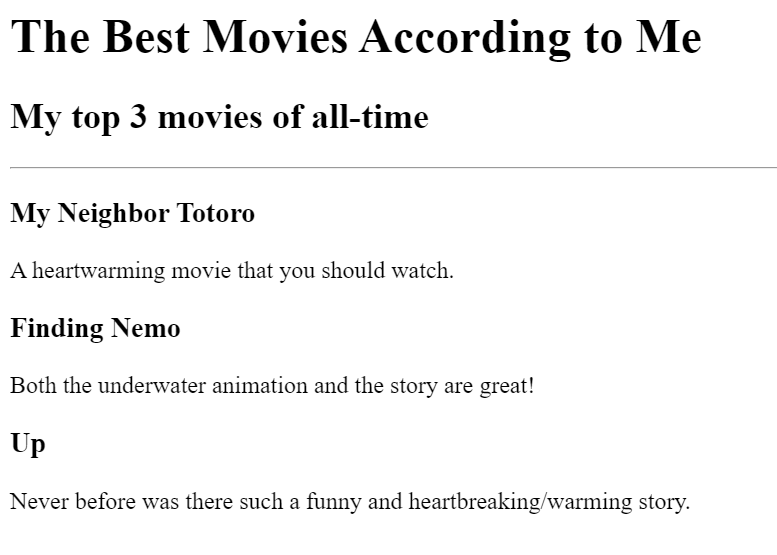 The Best Movies According to Me
My top 3 movies of all-time
My Neighbor Totoro
A heartwarming movie that you should watch.
Finding Nemo
Both the underwater animation and the story are great!
Up
Never before was there such a funny and heartbreaking/warming story.